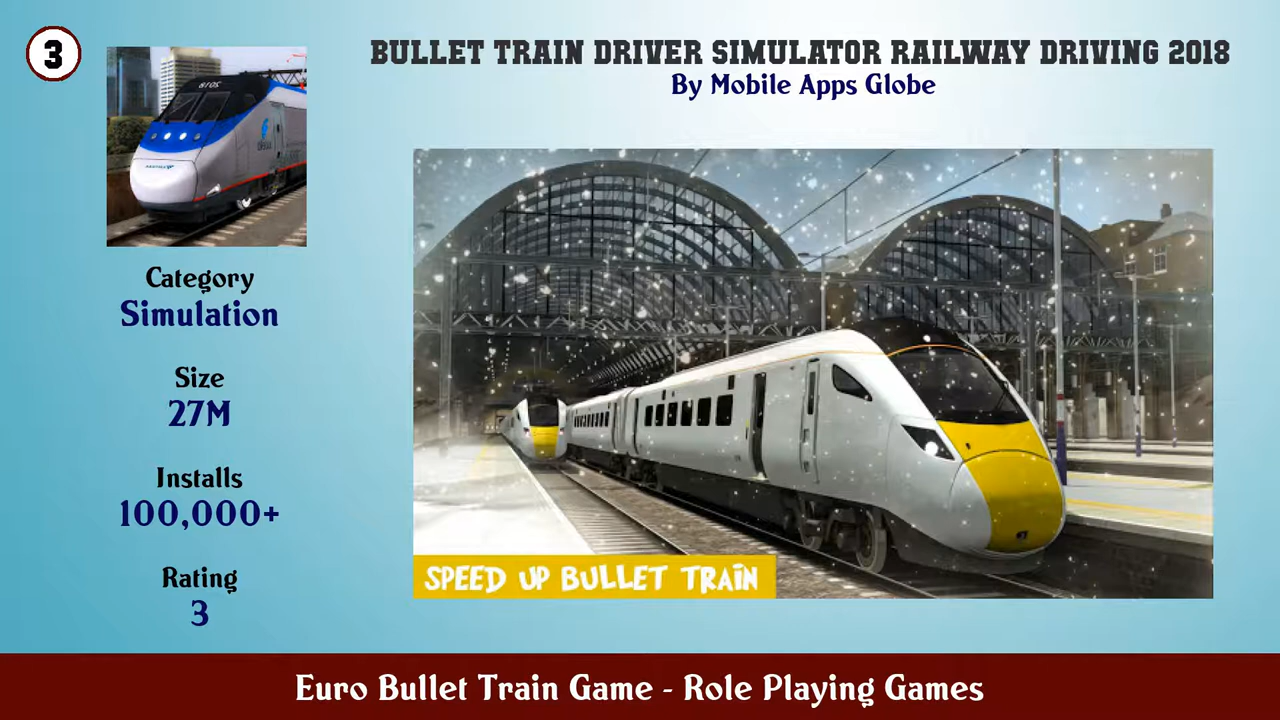 3
BULLET TRAIN DRIVER SIMULATOR RAILWAY DRIVING 2018
By Mobile Apps Globe
Category
Simulation
Size
27M
Installs
100,000+
Rating
3
SPEED UP BULLET TRAIN
Euro Bullet Train Game - Role Playing Games